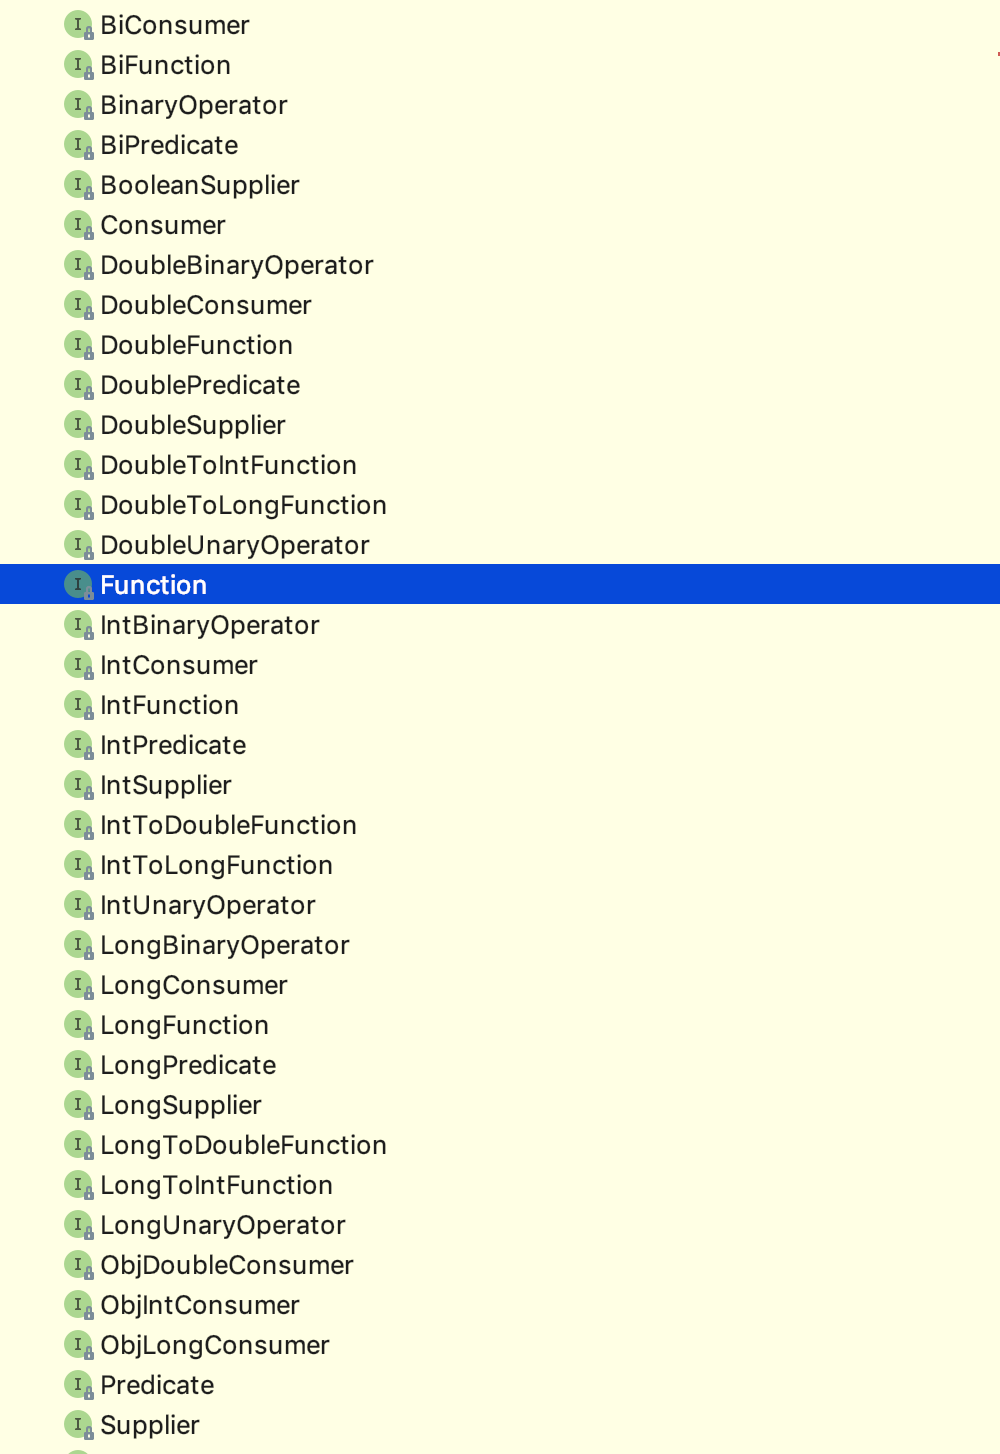 BiConsumer
BiFunction
BinaryOperator
BiPredicate
BooleanSupplier
Consumer
DoubleBinaryOperator
DoubleConsumer
DoubleFunction
DoublePredicate
DoubleSupplier
DoubleToIntFunction
DoubleToLongFunction
DoubleUnaryOperator
Function
IntBinaryOperator
IntConsumer
IntFunction
IntPredicate
IntSupplier
IntToDoubleFunction
IntToLongFunction
IntUnaryOperator
LongBinaryOperator
LongConsumer
LongFunction
LongPredicate
LongSupplier
LongToDoubleFunction
LongToIntFunction
LongUnaryOperator
ObjDoubleConsumer
ObjIntConsumer
ObjLongConsumer
Predicate
Supplier